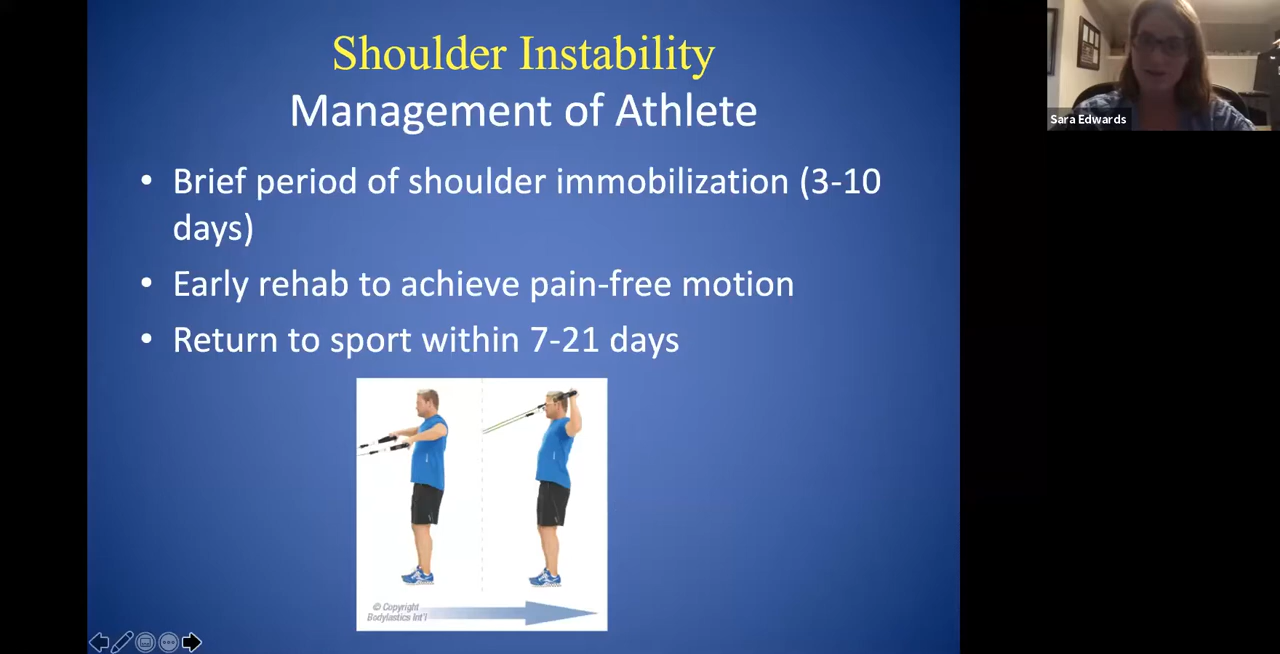 Shoulder Instability
Management of Athlete
• Brief period of shoulder immobilization (3-10
days)
• Early rehab to achieve pain-free motion
• Return to sport within 7-21 days
© Copyright
Bodylastics Int'l
Sara Edwards